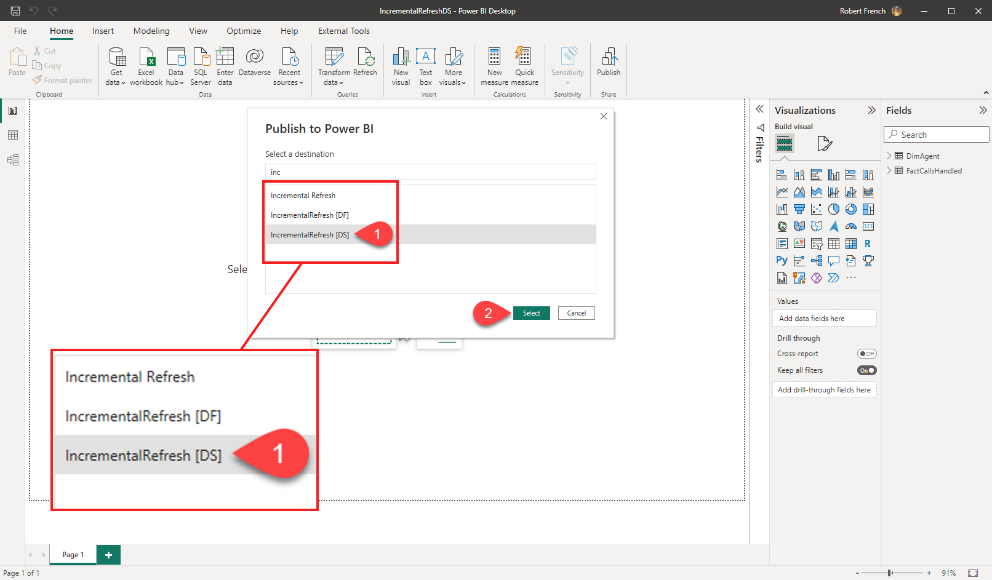 IncrementalRefreshDS - Power BI Desktop
Robert French
File Home Insert Modeling View Optimize Help External Tools
Paste
Cut
Copy
Format painter
Clipboard
Get data
Excel workbook
Data hub
SQL Server
Enter data
Dataverse
Recent sources
Data
Transform data
Refresh
Queries
New visual
Text box
More visuals
Insert
New measure
Quick measure
Calculations
Sensitivity
Sensitivity
Publish
Share
Publish to Power BI
Select a destination
inc
Incremental Refresh
IncrementalRefresh [DF]
IncrementalRefresh [DS]
1
Sele
2
Select
Cancel
Incremental Refresh
IncrementalRefresh [DF]
IncrementalRefresh [DS]
1
Filters
Visualizations
Build visual
R
Py
Values
Add data fields here
Drill through
Cross-report
Off
Keep all filters
On
Add drill-through fields here
Fields
Search
DimAgent
FactCallsHandled
Page 1
Page 1 of 1
91%